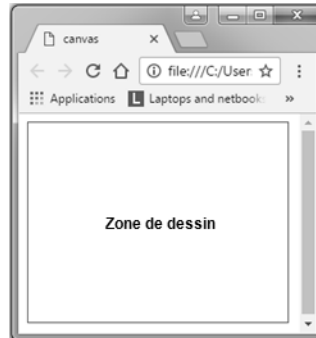 canvas
file:///C:/User
Applications L Laptops and netbook »
Zone de dessin